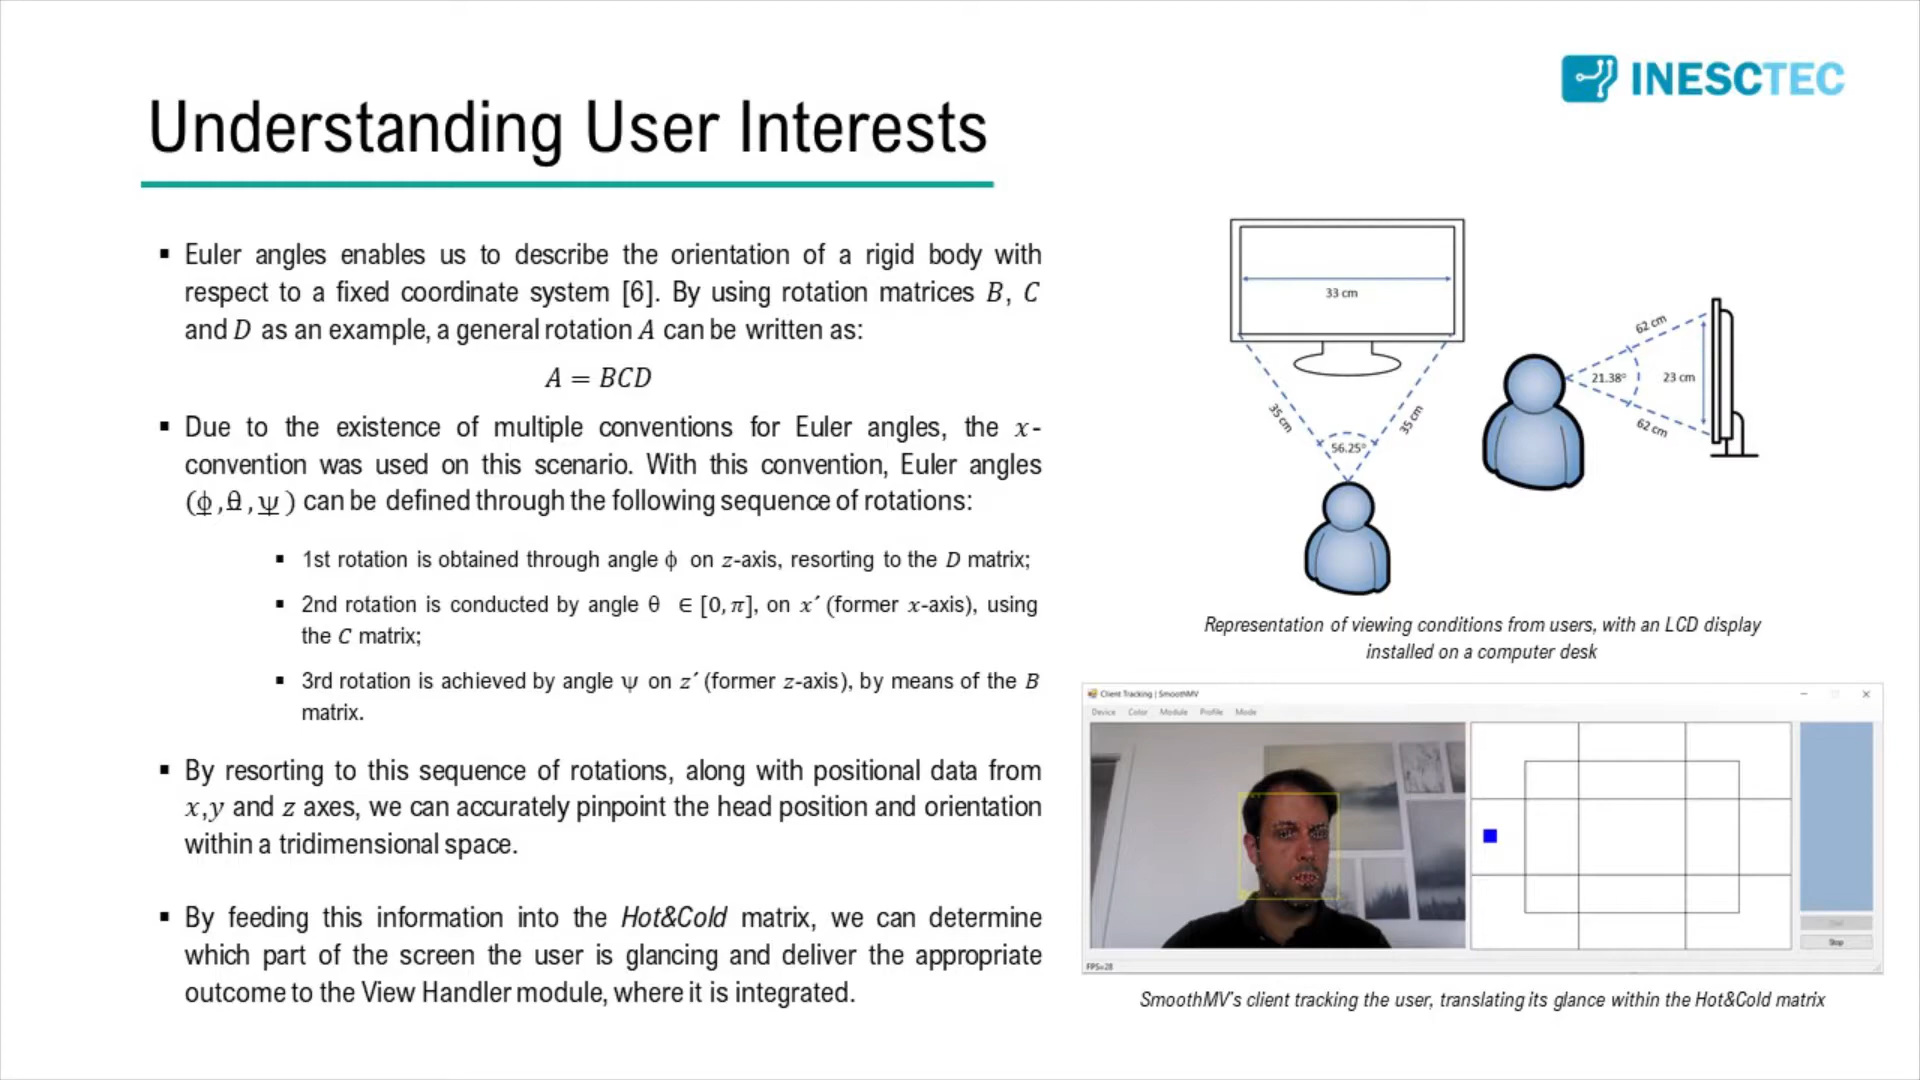 INESCTEC
Understanding User Interests
▪ Euler angles enables us to describe the orientation of a rigid body with
respect to a fixed coordinate system [6]. By using rotation matrices B, C
and D as an example, a general rotation A can be written as:
A = BCD
▪ Due to the existence of multiple conventions for Euler angles, the x-
convention was used on this scenario. With this convention, Euler angles
(ϕ,θ,ψ) can be defined through the following sequence of rotations:
▪ 1st rotation is obtained through angle ϕ on z-axis, resorting to the D matrix;
▪ 2nd rotation is conducted by angle θ ∈ [0, π], on x´ (former x-axis), using
the C matrix;
▪ 3rd rotation is achieved by angle ψ on z´ (former z-axis), by means of the B
matrix.
▪ By resorting to this sequence of rotations, along with positional data from
x,y and z axes, we can accurately pinpoint the head position and orientation
within a tridimensional space.
▪ By feeding this information into the Hot&Cold matrix, we can determine
which part of the screen the user is glancing and deliver the appropriate
outcome to the View Handler module, where it is integrated.
33 cm
35 cm
35 cm
56.25°
62 cm
21.38°
23 cm
62 cm
Representation of viewing conditions from users, with an LCD display
installed on a computer desk
Client Tracking | SmoothMV
Device Color Module Profile Mode
Stop
FPS=28
SmoothMV's client tracking the user, translating its glance within the Hot&Cold matrix